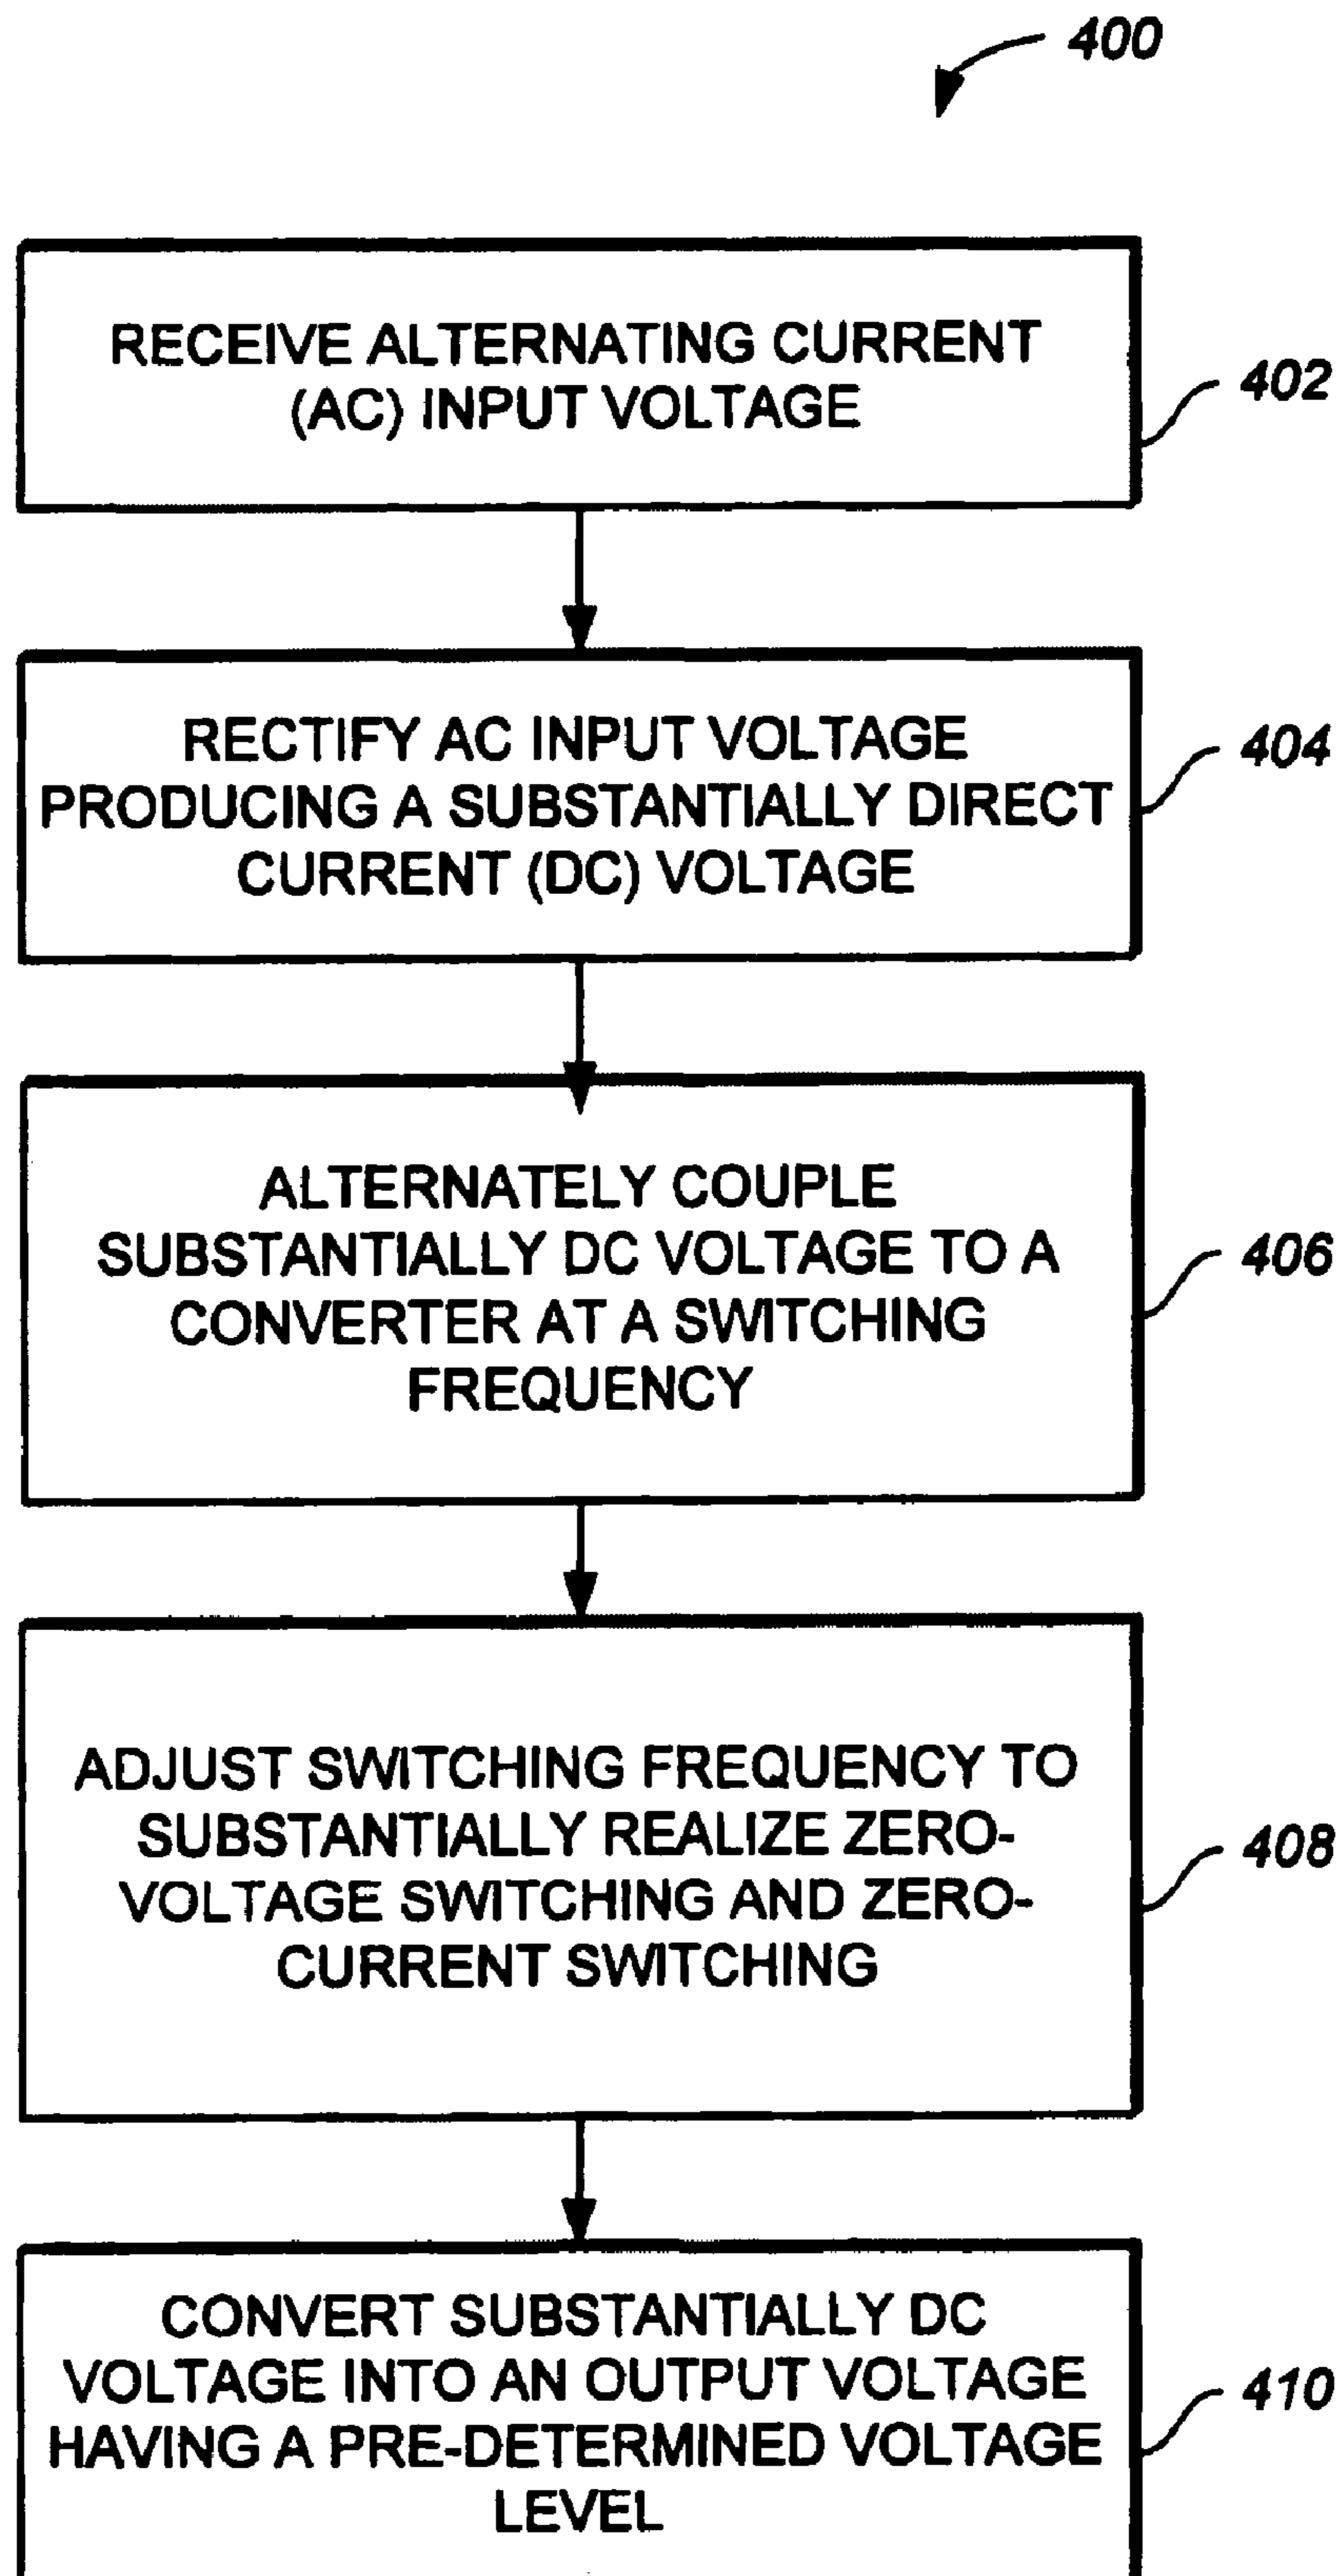 400
RECEIVE ALTERNATING CURRENT
(AC) INPUT VOLTAGE
402
RECTIFY AC INPUT VOLTAGE
PRODUCING A SUBSTANTIALLY DIRECT
CURRENT (DC) VOLTAGE
404
ALTERNATELY COUPLE
SUBSTANTIALLY DC VOLTAGE TO A
CONVERTER AT A SWITCHING
FREQUENCY
406
ADJUST SWITCHING FREQUENCY TO
SUBSTANTIALLY REALIZE ZERO-
VOLTAGE SWITCHING AND ZERO-
CURRENT SWITCHING
408
CONVERT SUBSTANTIALLY DC
VOLTAGE INTO AN OUTPUT VOLTAGE
HAVING A PRE-DETERMINED VOLTAGE
LEVEL
410